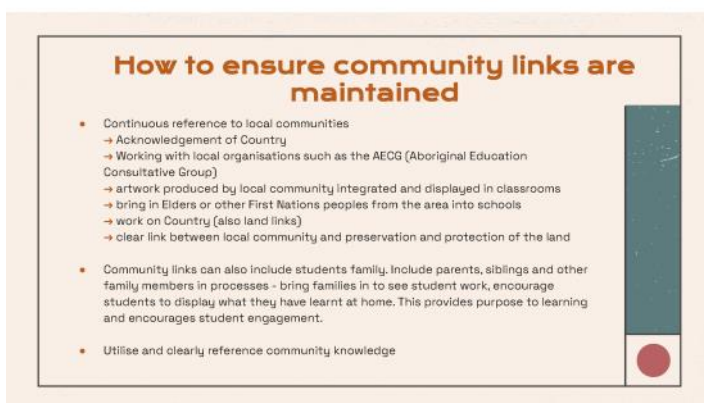 How to ensure community links are
maintained
• Continuous reference to local communities
→ Acknowledgement of Country
→ Working with local organisations such as the AECG (Aboriginal Education
Consultative Group)
→ artwork produced by local community integrated and displayed in classrooms
→ bring in Elders or other First Nations peoples from the area into schools
→ work on Country (also land links)
→ clear link between local community and preservation and protection of the land
• Community links can also include students family. Include parents, siblings and other
family members in processes - bring families in to see student work, encourage
students to display what they have learnt at home. This provides purpose to learning
and encourages student engagement.
• Utilise and clearly reference community knowledge